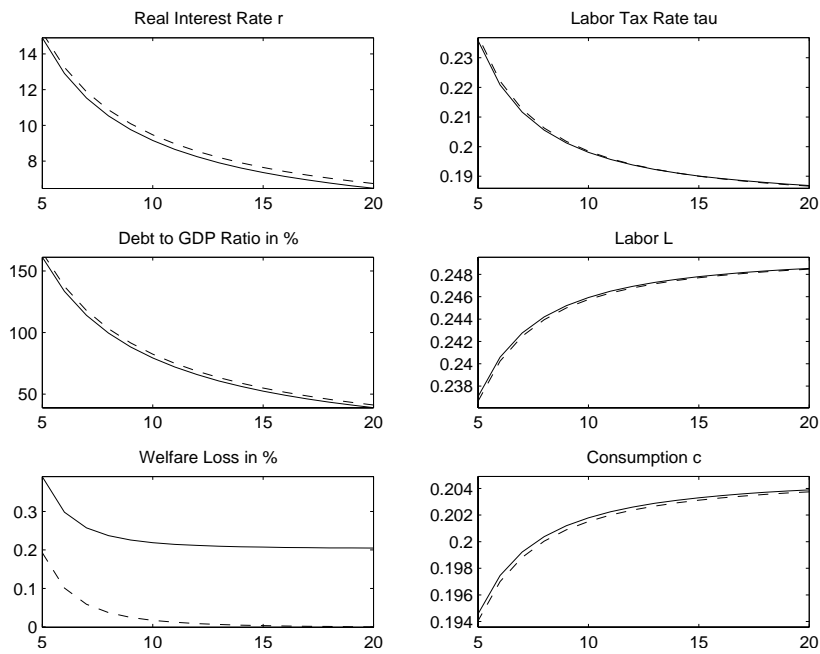 Real Interest Rate r
14
12
10
8
5 10 15 20
Labor Tax Rate tau
0.23
0.22
0.21
0.2
0.19
5 10 15 20
Debt to GDP Ratio in %
150
100
50
5 10 15 20
Labor L
0.248
0.246
0.244
0.242
0.24
0.238
5 10 15 20
Welfare Loss in %
0.3
0.2
0.1
0
5 10 15 20
Consumption c
0.204
0.202
0.2
0.198
0.196
0.194
5 10 15 20